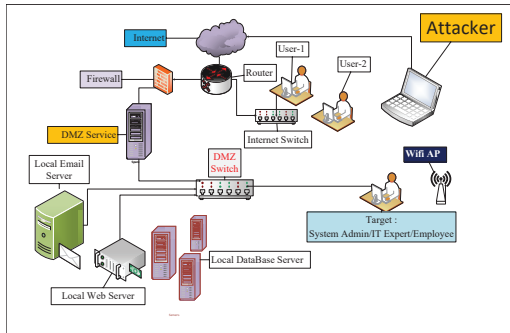 Internet
Attacker
User-1
User-2
Router
Firewall
DMZ Service
Internet Switch
Local Email
Server
DMZ
Switch
Wifi AP
Target :
System Admin/IT Expert/Employee
Local DataBase Server
Local Web Server